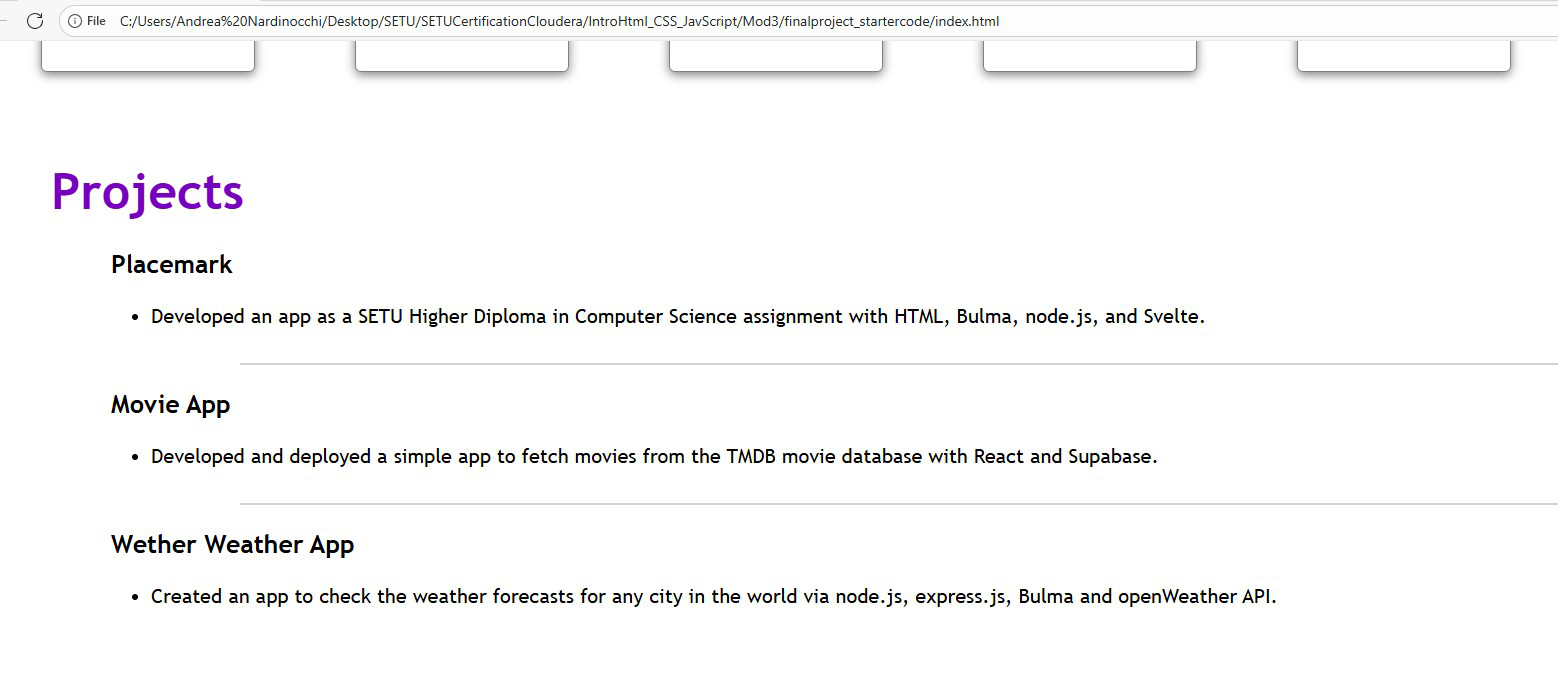 File C:/Users/Andrea%20Nardinocchi/Desktop/SETU/SETUCertificationCloudera/IntroHtml_CSS_JavScript/Mod3/finalproject_startercode/index.html
Projects
Placemark
• Developed an app as a SETU Higher Diploma in Computer Science assignment with HTML, Bulma, node.js, and Svelte.
Movie App
• Developed and deployed a simple app to fetch movies from the TMDB movie database with React and Supabase.
Wether Weather App
• Created an app to check the weather forecasts for any city in the world via node.js, express.js, Bulma and openWeather API.